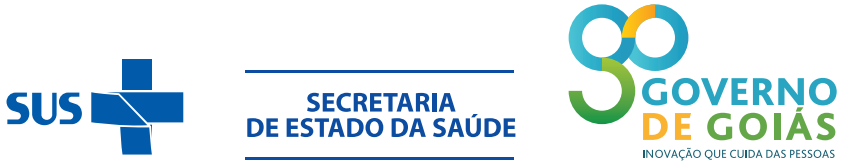 SUS
SECRETARIA
DE ESTADO DA SAÚDE
GOVERNO
DE GOIÁS
INOVAÇÃO QUE CUIDA DAS PESSOAS